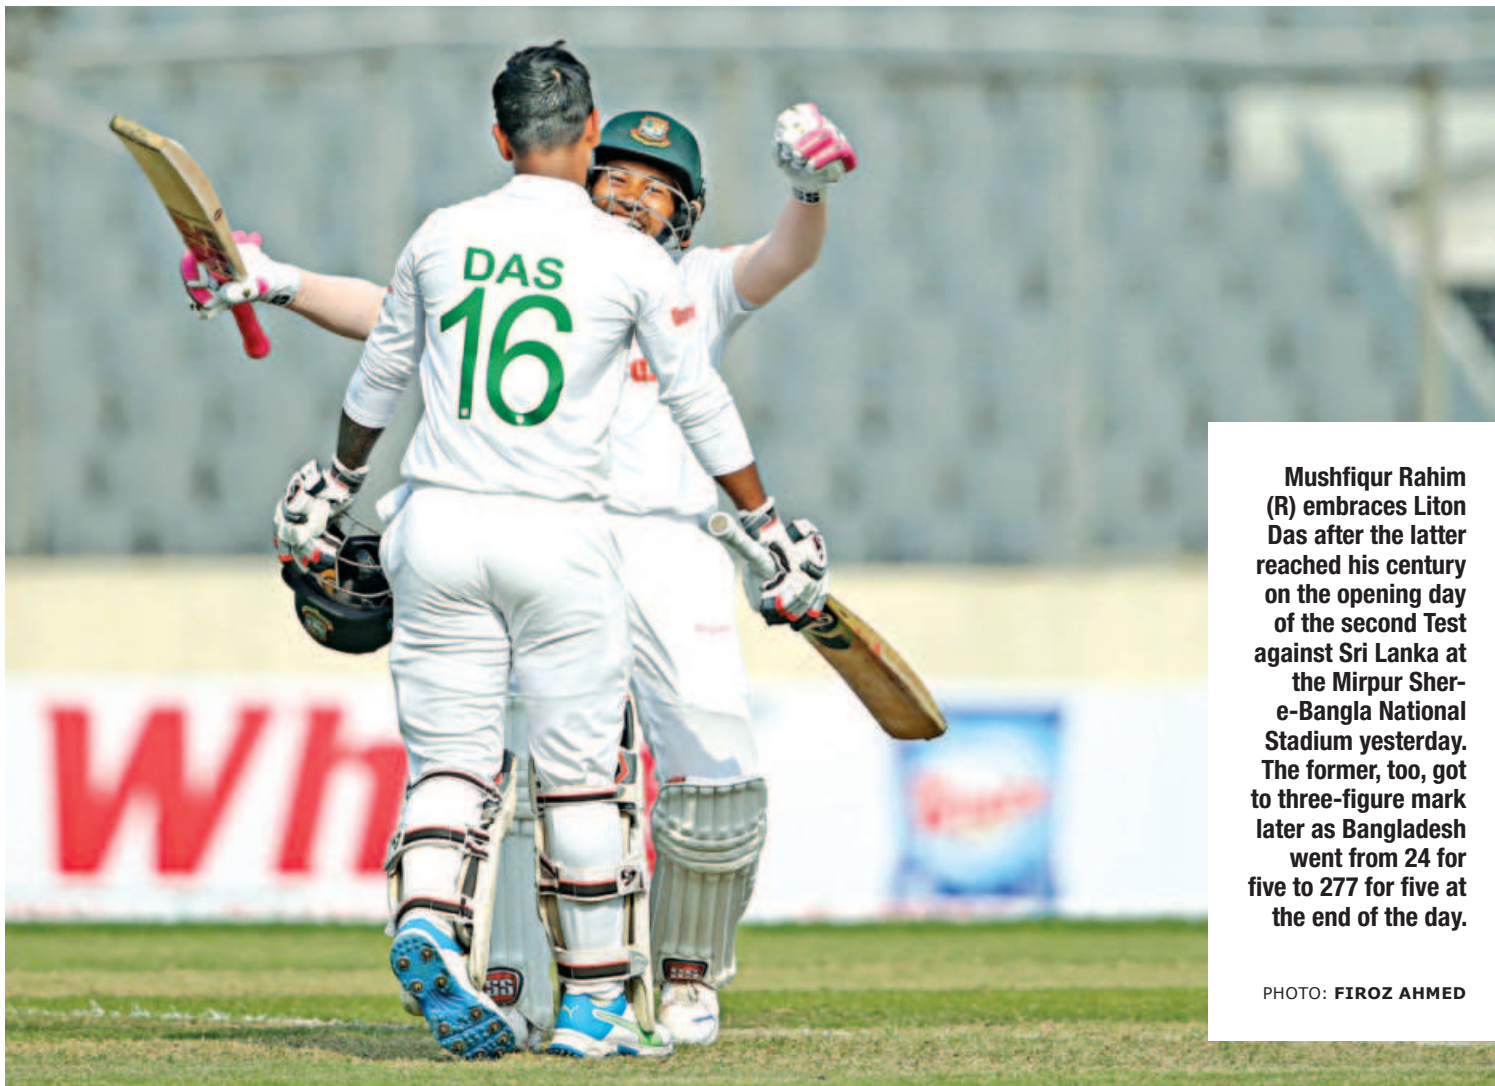 DAS
16
Wh
SS
Mushfiqur Rahim
(R) embraces Liton
Das after the latter
reached his century
on the opening day
of the second Test
against Sri Lanka at
the Mirpur Sher-
e-Bangla National
Stadium yesterday.
The former, too, got
to three-figure mark
later as Bangladesh
went from 24 for
five to 277 for five at
the end of the day.
PHOTO: FIROZ AHMED